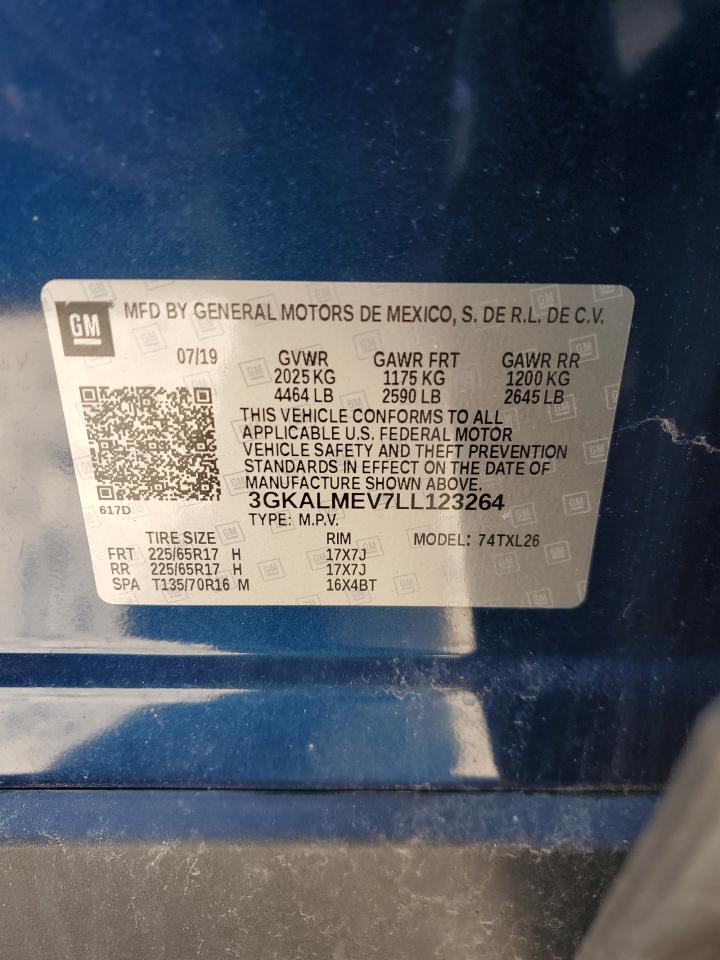 GM MFD BY GENERAL MOTORS DE MEXICO, S. DE R.L. DE C.V.
07/19 GVWR GAWR FRT GAWR RR
2025 KG 1175 KG 1200 KG
4464 LB 2590 LB 2645 LB
THIS VEHICLE CONFORMS TO ALL
APPLICABLE U.S. FEDERAL MOTOR
VEHICLE SAFETY AND THEFT PREVENTION
STANDARDS IN EFFECT ON THE DATE OF
MANUFACTURE SHOWN ABOVE.
617D 3GKALMEV7LL123264
TYPE: M.P.V.
TIRE SIZE RIM MODEL: 74TXL26
FRT 225/65R17 H 17X7J
RR 225/65R17 H 17X7J
SPA T135/70R16 M 16X4BT